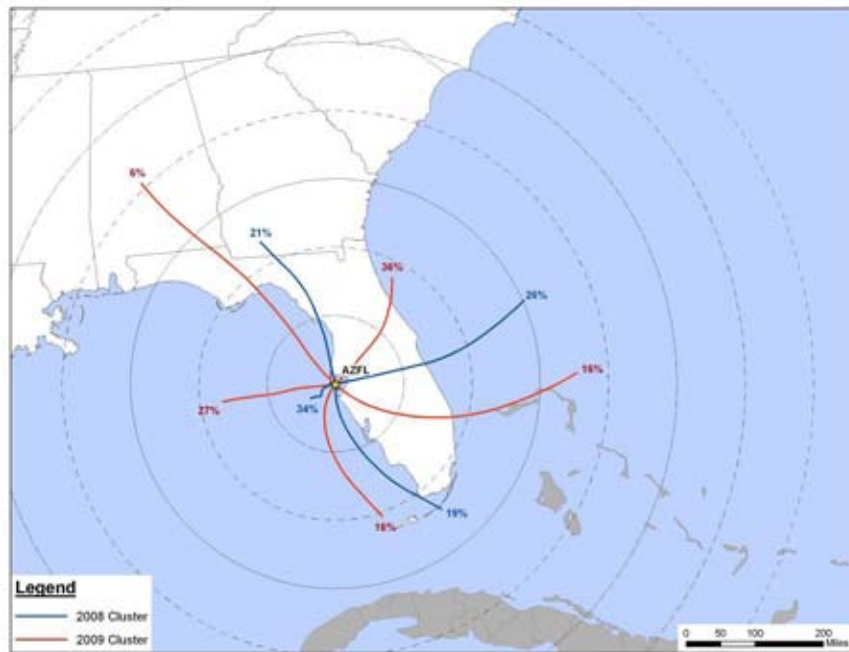 6%
21%
36%
26%
AZFL
16%
27%
34%
18%
19%
Legend
2008 Cluster
2009 Cluster
0 50 100 200
Miles